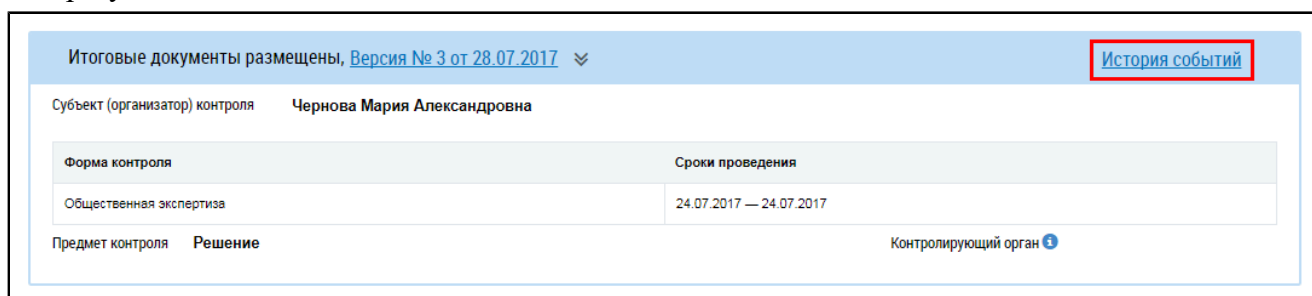 Итоговые документы размещены, Версия № 3 от 28.07.2017 История событий
Субъект (организатор) контроля Чернова Мария Александровна
Форма контроля Сроки проведения
Общественная экспертиза 24.07.2017 — 24.07.2017
Предмет контроля Решение Контролирующий орган